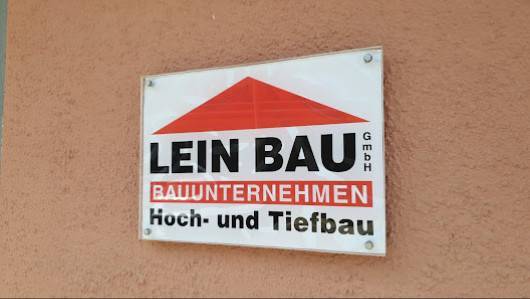 LEIN BAU GmbH
BAUUNTERNEHMEN
Hoch- und Tiefbau